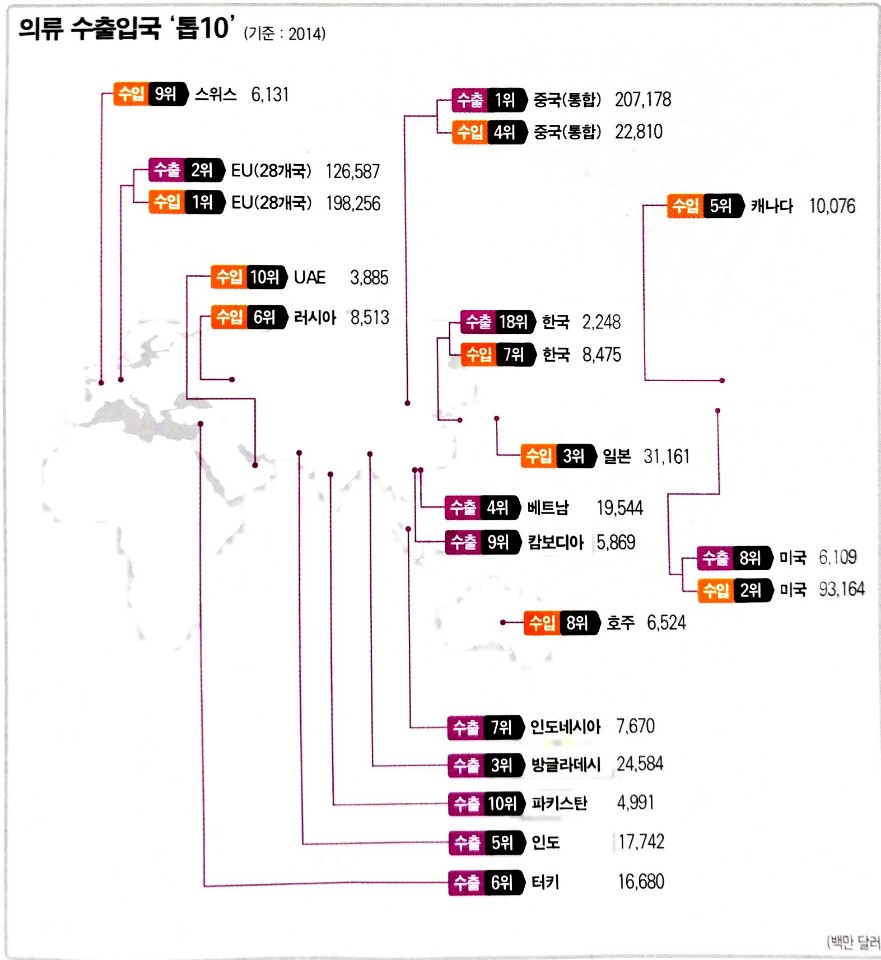 의류 수출입국 ‘톱10’ (기준 : 2014)
수입 9위 스위스 6,131
수출 1위 중국(통합) 207,178
수입 4위 중국(통합) 22,810
수출 2위 EU(28개국) 126,587
수입 1위 EU(28개국) 198,256
수입 5위 캐나다 10,076
수입 10위 UAE 3,885
수입 6위 러시아 8,513
수출 18위 한국 2,248
수입 7위 한국 8,475
수입 3위 일본 31,161
수출 4위 베트남 19,544
수출 9위 캄보디아 5,869
수출 8위 미국 6,109
수입 2위 미국 93,164
수입 8위 호주 6,524
수출 7위 인도네시아 7,670
수출 3위 방글라데시 24,584
수출 10위 파키스탄 4,991
수출 5위 인도 17,742
수출 6위 터키 16,680
(백만 달러